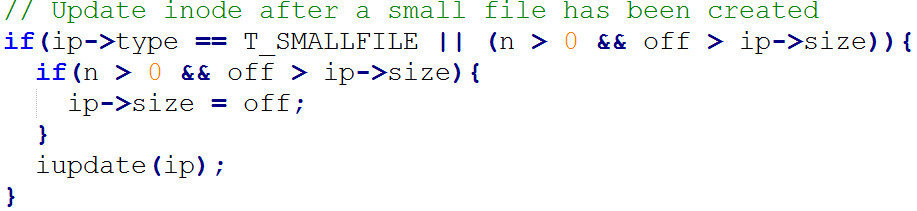 // Update inode after a small file has been created
if(ip->type == T_SMALLFILE || (n > 0 && off > ip->size)){
  if(n > 0 && off > ip->size){
    ip->size = off;
  }
  iupdate(ip);
}